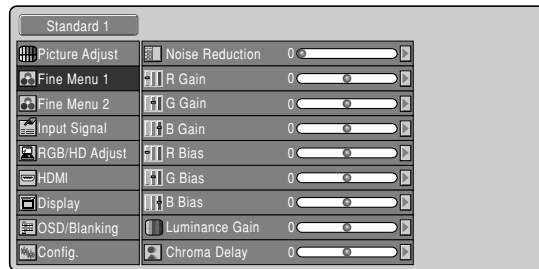 Standard 1
Picture Adjust Noise Reduction 0
Fine Menu 1 R Gain 0
Fine Menu 2 G Gain 0
Input Signal B Gain 0
RGB/HD Adjust R Bias 0
HDMI G Bias 0
Display B Bias 0
OSD/Blanking Luminance Gain 0
Config. Chroma Delay 0